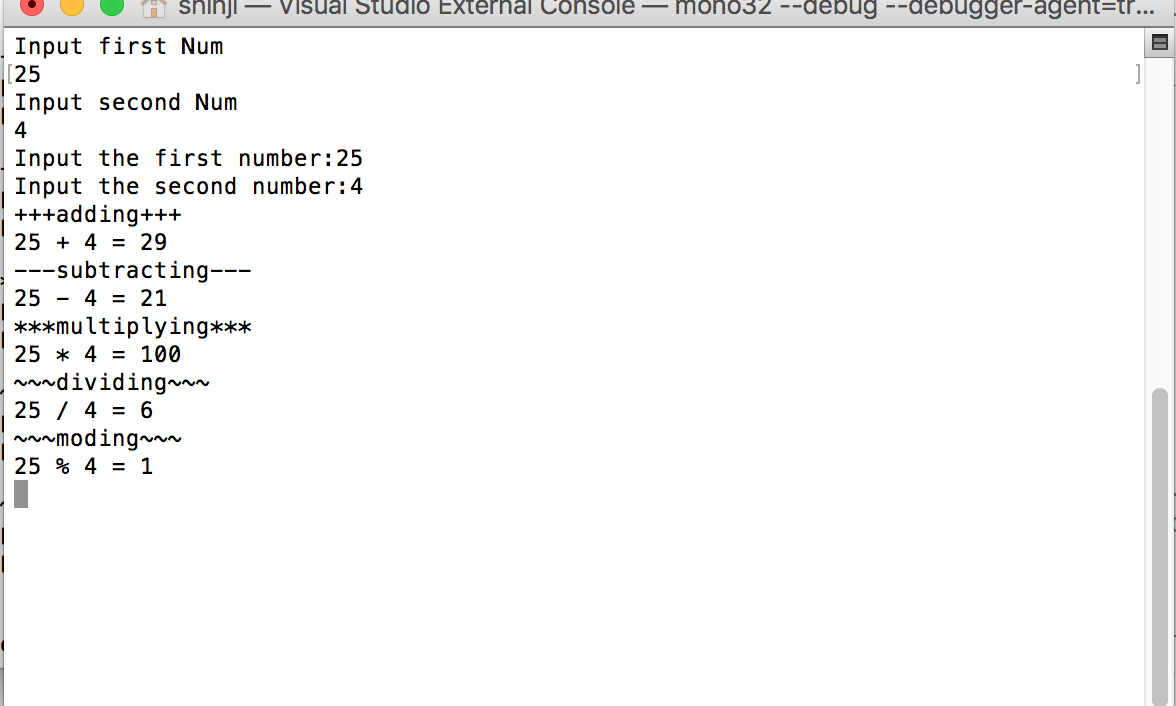 shinji — Visual Studio External Console — mono32 --debug --debugger-agent=tr...
Input first Num
[25 ]
Input second Num
4
Input the first number:25
Input the second number:4
+++adding+++
25 + 4 = 29
---subtracting---
25 - 4 = 21
***multiplying***
25 * 4 = 100
~~~dividing~~~
25 / 4 = 6
~~~moding~~~
25 % 4 = 1